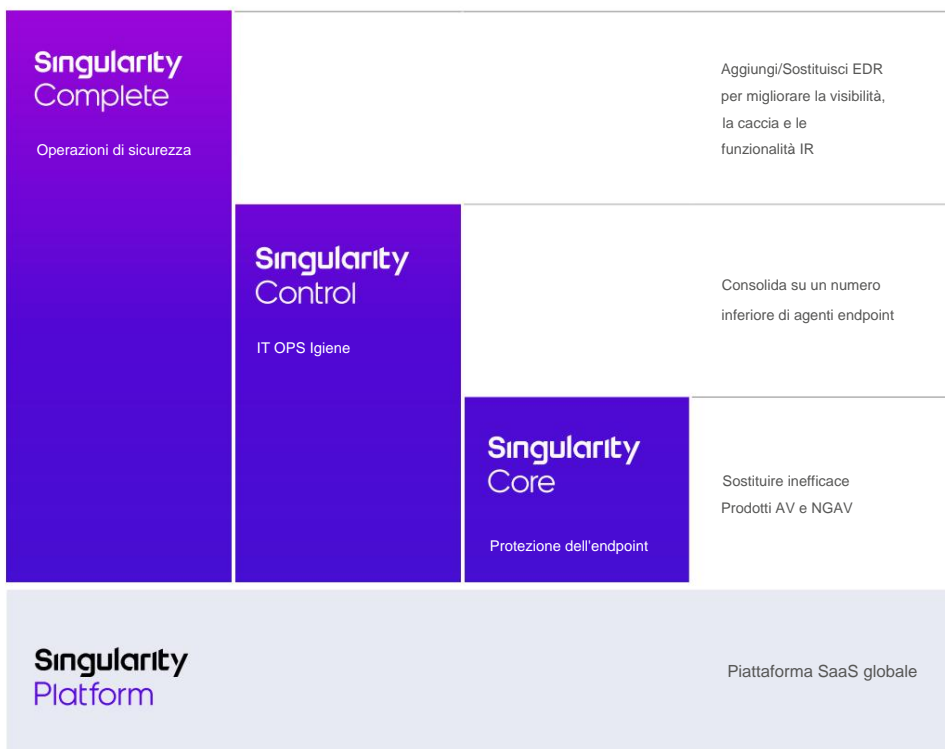 Singularity
Complete
Operazioni di sicurezza
Aggiungi/Sostituisci EDR
per migliorare la visibilità,
la caccia e le
funzionalità IR
Singularity
Control
IT OPS Igiene
Consolida su un numero
inferiore di agenti endpoint
Singularity
Core
Protezione dell'endpoint
Sostituire inefficace
Prodotti AV e NGAV
Singularity
Platform
Piattaforma SaaS globale